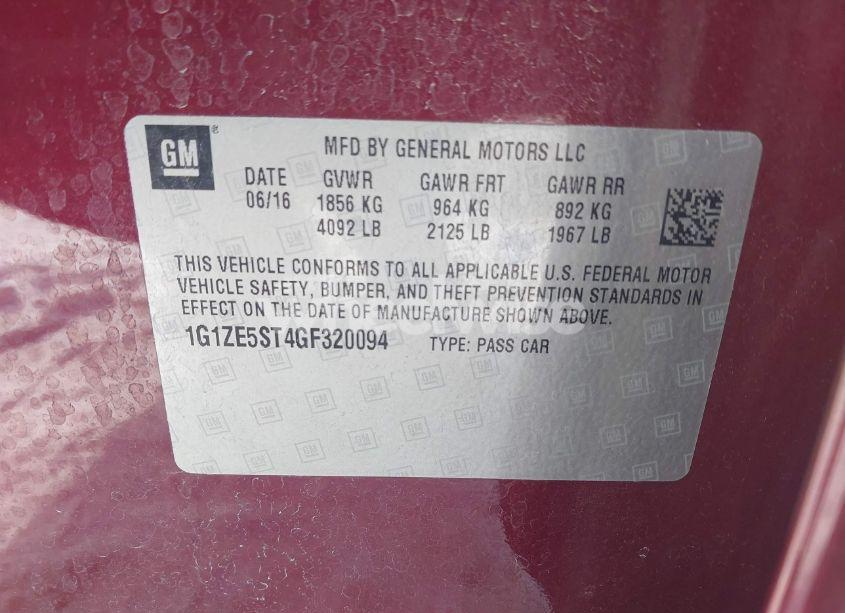 GM ®
MFD BY GENERAL MOTORS LLC
DATE GVWR GAWR FRT GAWR RR
06/16 1856 KG 964 KG 892 KG
4092 LB 2125 LB 1967 LB
THIS VEHICLE CONFORMS TO ALL APPLICABLE U.S. FEDERAL MOTOR
VEHICLE SAFETY, BUMPER, AND THEFT PREVENTION STANDARDS IN
EFFECT ON THE DATE OF MANUFACTURE SHOWN ABOVE.
1G1ZE5ST4GF320094 TYPE: PASS CAR